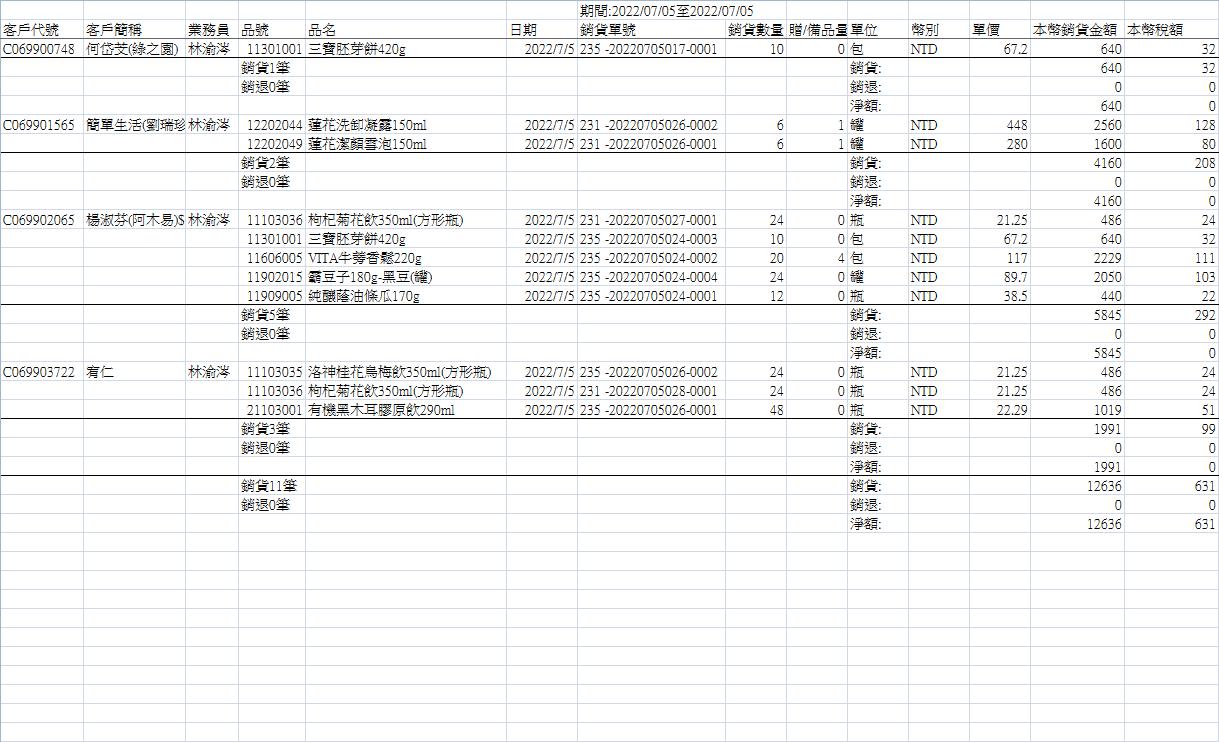 期間:2022/07/05至2022/07/05
客戶代號 客戶簡稱 業務員 品號 品名 日期 銷貨單號 銷貨數量 贈/備品量 單位 幣別 單價 本幣銷貨金額 本幣稅額
C069900748 何岱芠(綠之園) 林渝涔 11301001 三寶胚芽餅420g 2022/7/5 235 -20220705017-0001 10 0 包 NTD 67.2 640 32
銷貨1筆 銷貨: 640 32
銷退0筆 銷退: 0 0
淨額: 640 0
C069901565 簡單生活(劉瑞珍 林渝涔 12202044 蓮花洗卸凝露150ml 2022/7/5 231 -20220705026-0002 6 1 罐 NTD 448 2560 128
12202049 蓮花潔顏雪泡150ml 2022/7/5 231 -20220705026-0001 6 1 罐 NTD 280 1600 80
銷貨2筆 銷貨: 4160 208
銷退0筆 銷退: 0 0
淨額: 4160 0
C069902065 楊淑芬(阿木易)$ 林渝涔 11103036 枸杞菊花飲350ml(方形瓶) 2022/7/5 231 -20220705027-0001 24 0 瓶 NTD 21.25 486 24
11301001 三寶胚芽餅420g 2022/7/5 235 -20220705024-0003 10 0 包 NTD 67.2 640 32
11606005 VITA牛蒡香鬆220g 2022/7/5 235 -20220705024-0002 20 4 包 NTD 117 2229 111
11902015 霸豆子180g-黑豆(罐) 2022/7/5 235 -20220705024-0004 24 0 罐 NTD 89.7 2050 103
11909005 純釀蔭油條瓜170g 2022/7/5 235 -20220705024-0001 12 0 瓶 NTD 38.5 440 22
銷貨5筆 銷貨: 5845 292
銷退0筆 銷退: 0 0
淨額: 5845 0
C069903722 宥仁 林渝涔 11103035 洛神桂花烏梅飲350ml(方形瓶) 2022/7/5 235 -20220705026-0002 24 0 瓶 NTD 21.25 486 24
11103036 枸杞菊花飲350ml(方形瓶) 2022/7/5 231 -20220705028-0001 24 0 瓶 NTD 21.25 486 24
21103001 有機黑木耳膠原飲290ml 2022/7/5 235 -20220705026-0001 48 0 瓶 NTD 22.29 1019 51
銷貨3筆 銷貨: 1991 99
銷退0筆 銷退: 0 0
淨額: 1991 0
銷貨11筆 銷貨: 12636 631
銷退0筆 銷退: 0 0
淨額: 12636 631